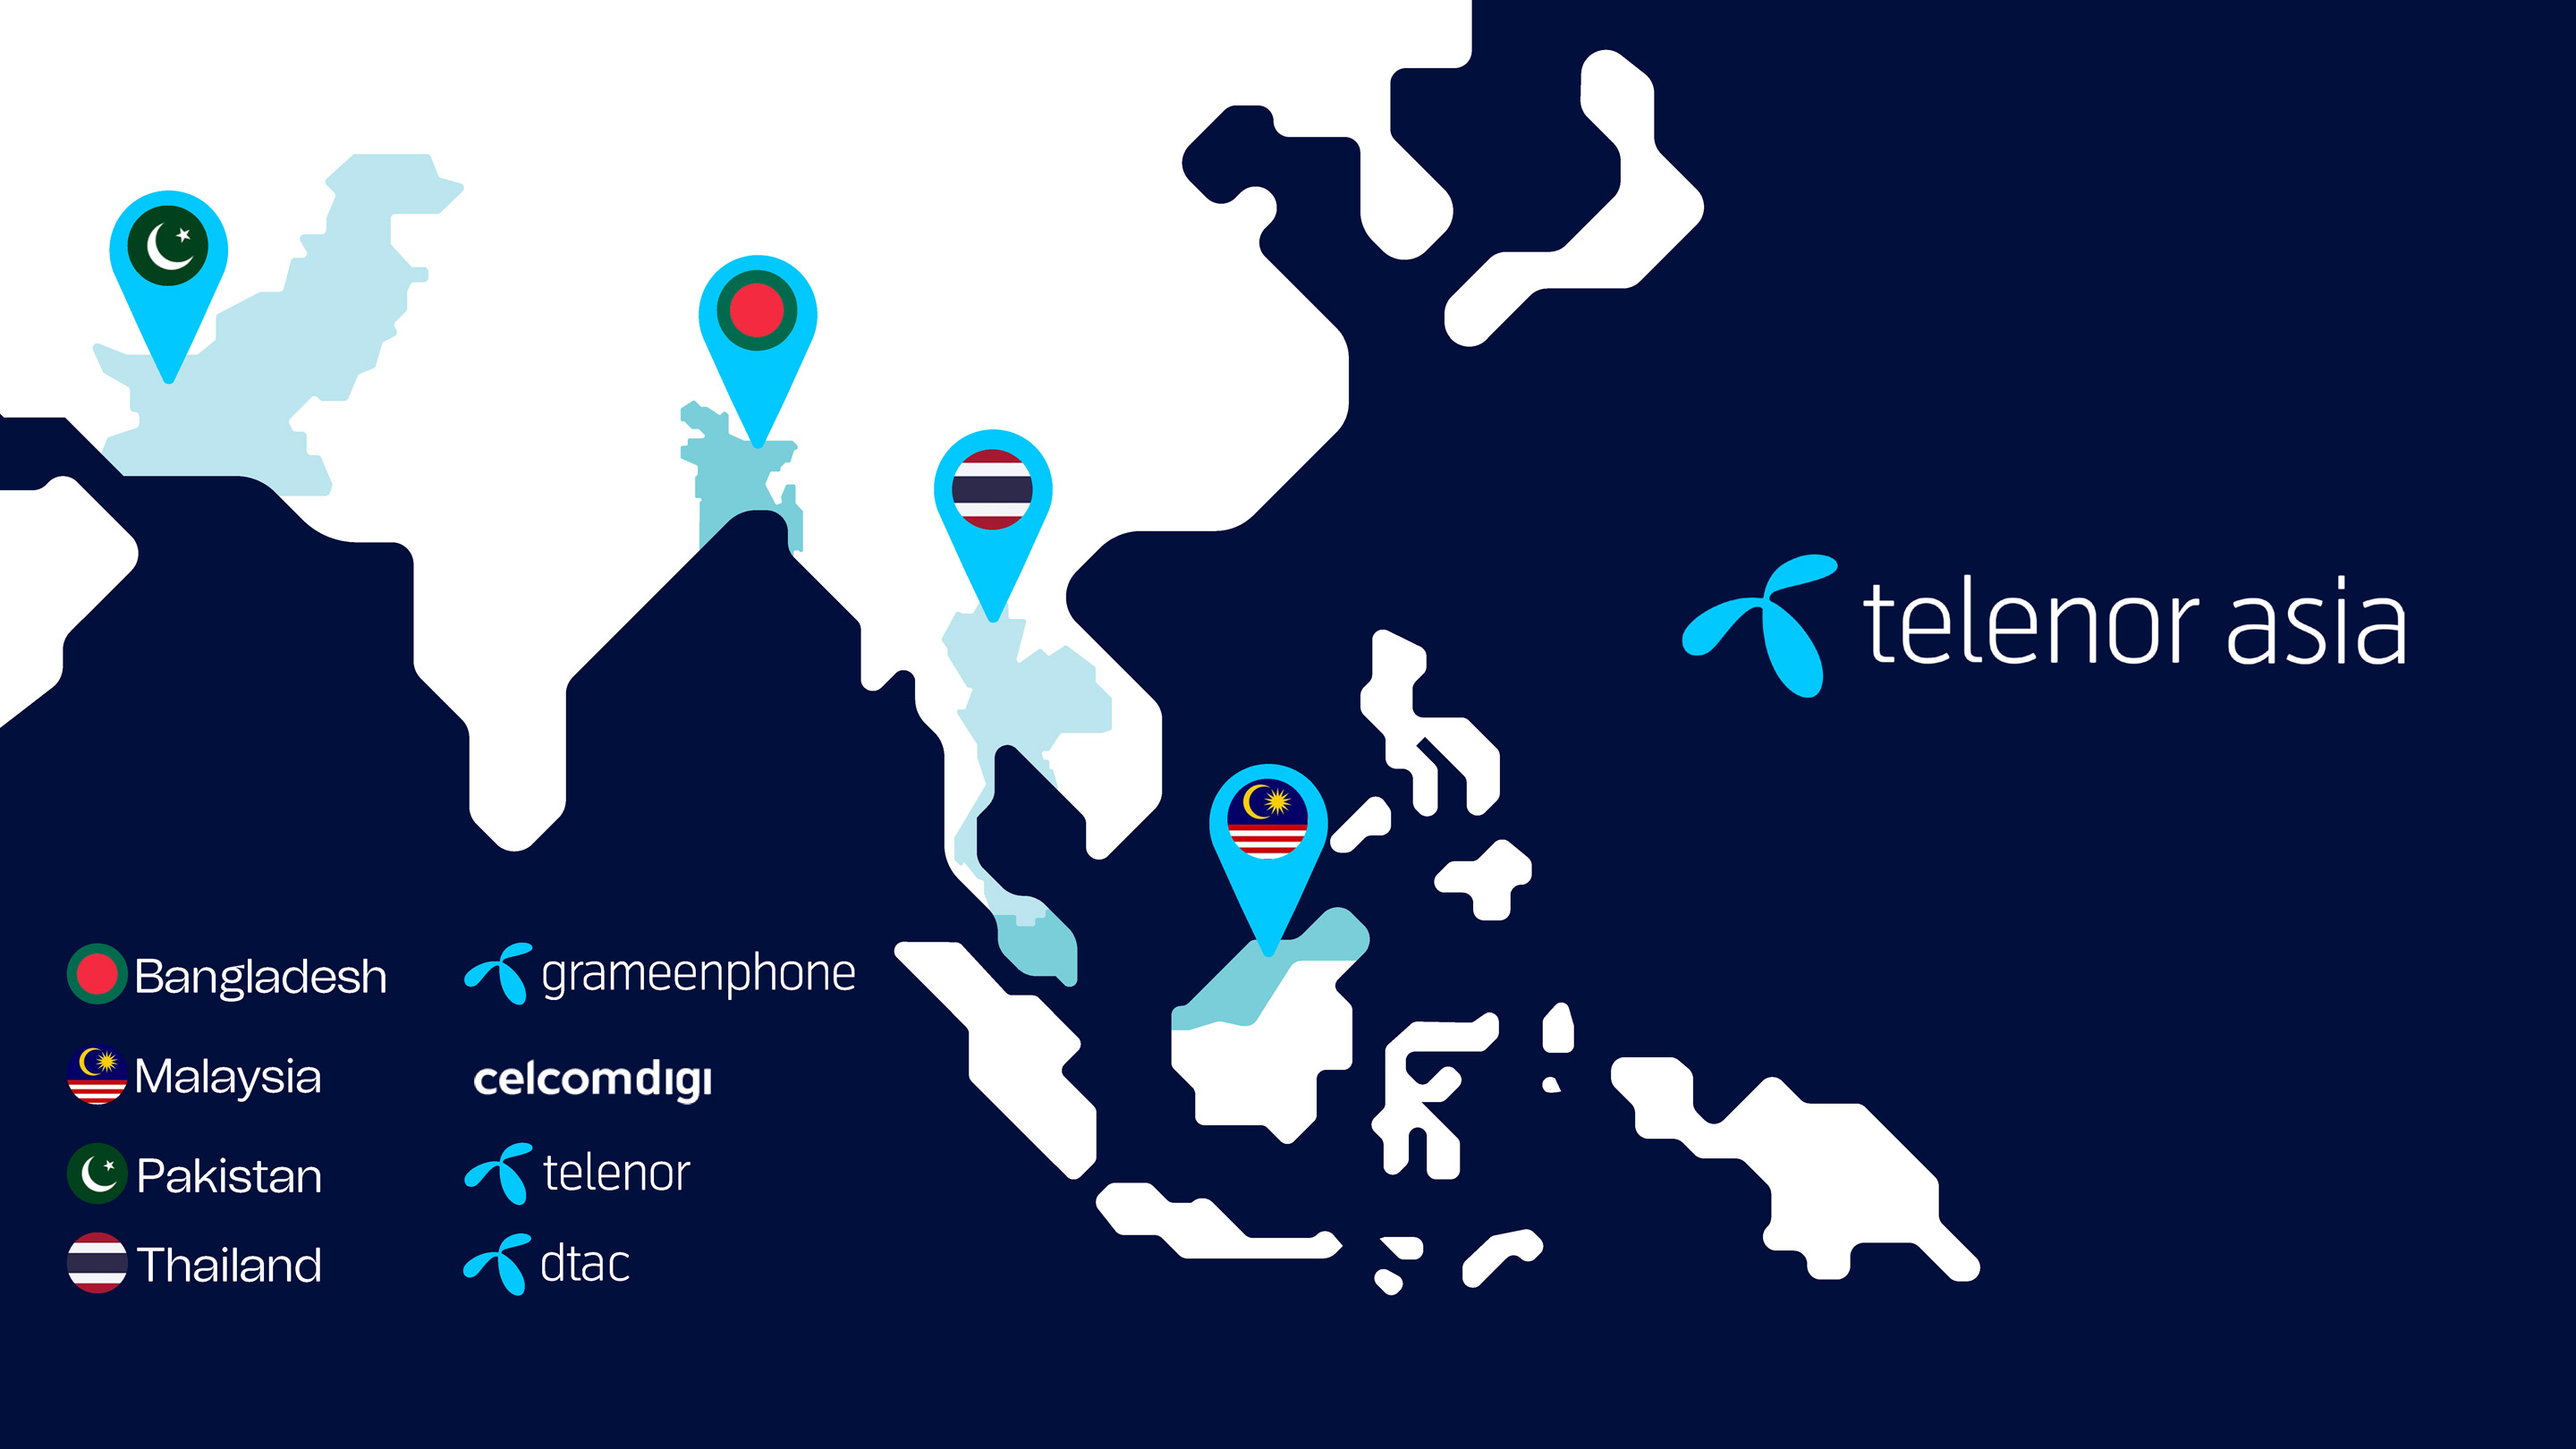 telenor asia
Bangladesh grameenphone
Malaysia celcomdigi
Pakistan telenor
Thailand dtac